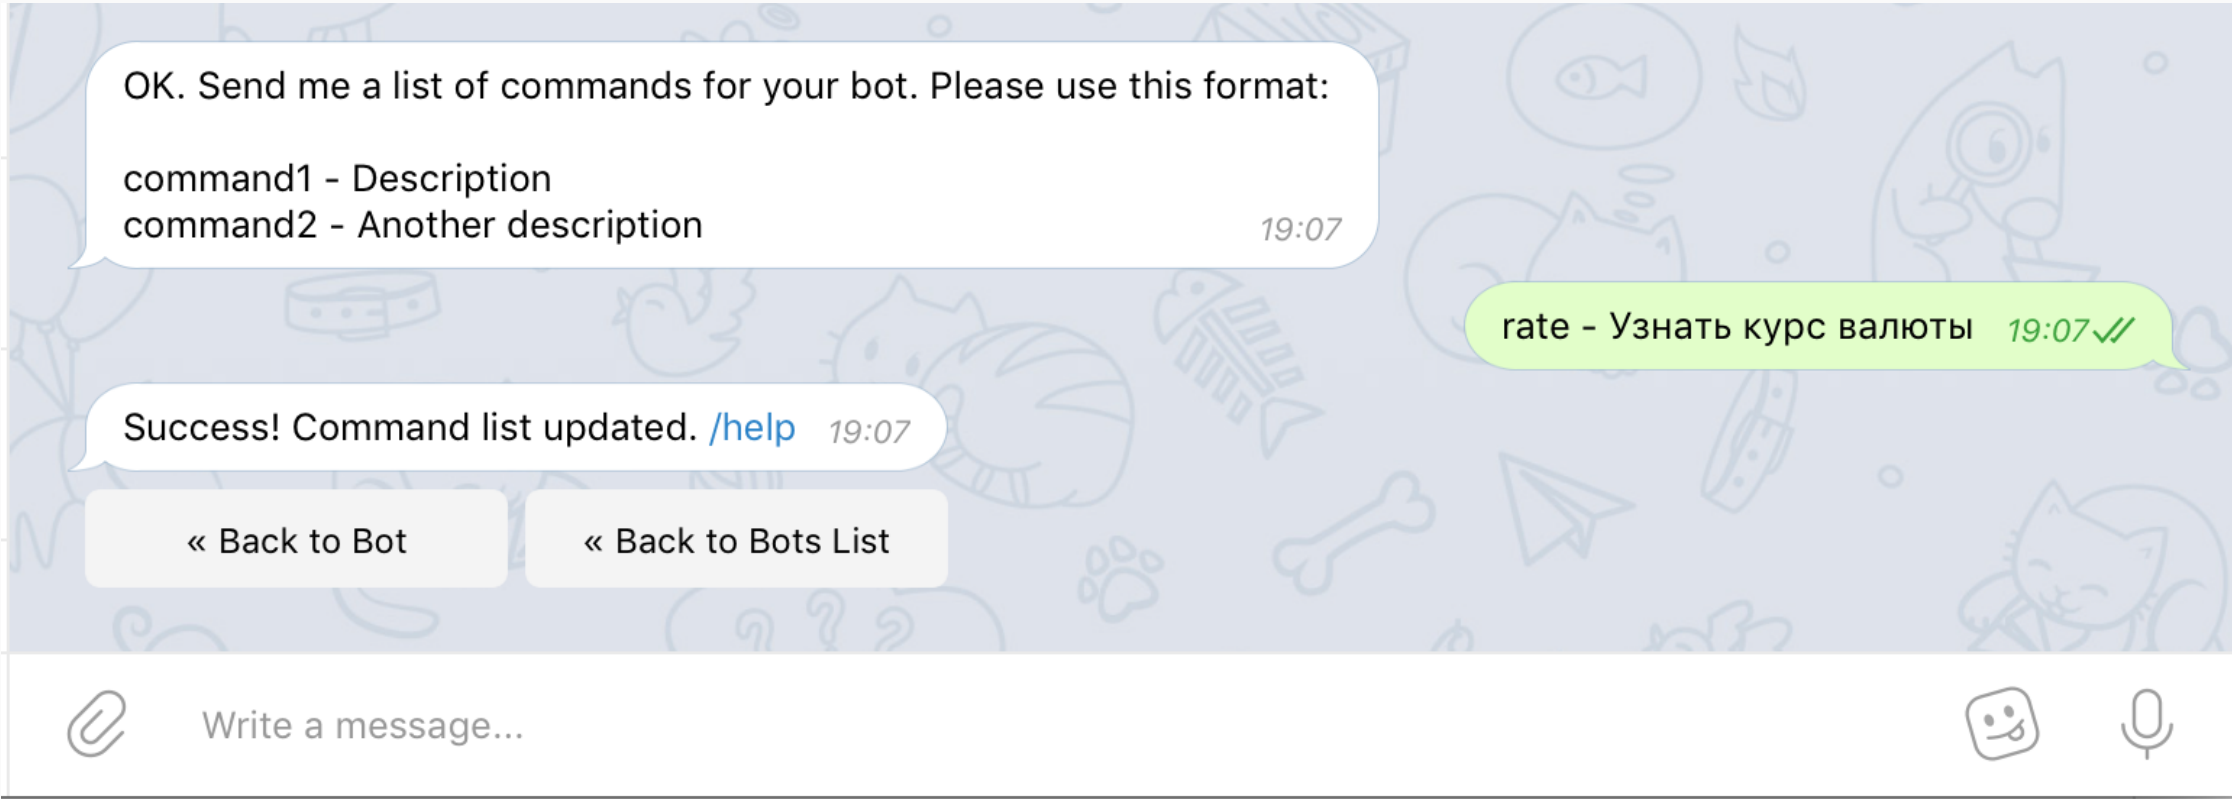 OK. Send me a list of commands for your bot. Please use this format:
command1 - Description
command2 - Another description
19:07
rate - Узнать курс валюты 19:07
Success! Command list updated. /help 19:07
« Back to Bot
« Back to Bots List
Write a message...